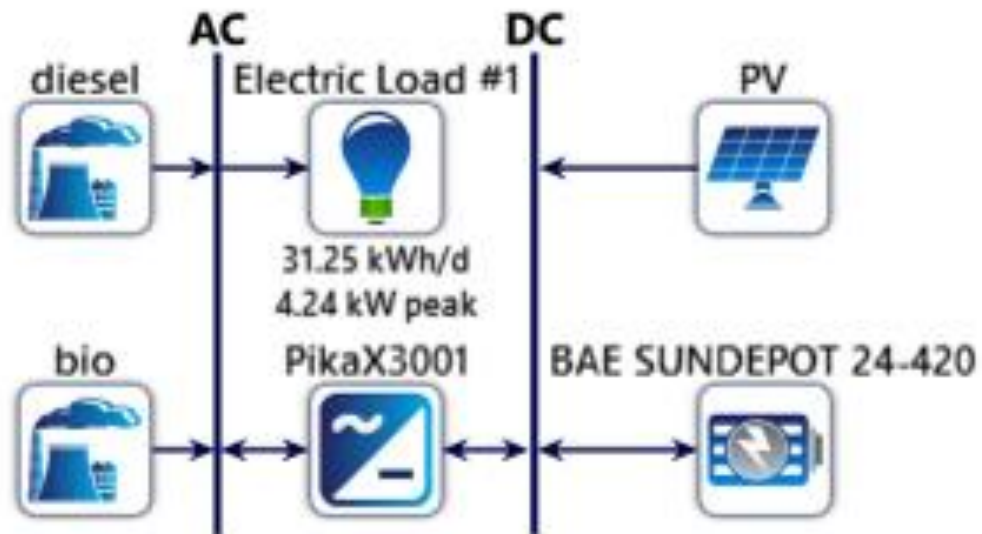 AC DC
diesel Electric Load #1 PV
31.25 kWh/d
4.24 kW peak
bio PikaX3001 BAE SUNDEPOT 24-420